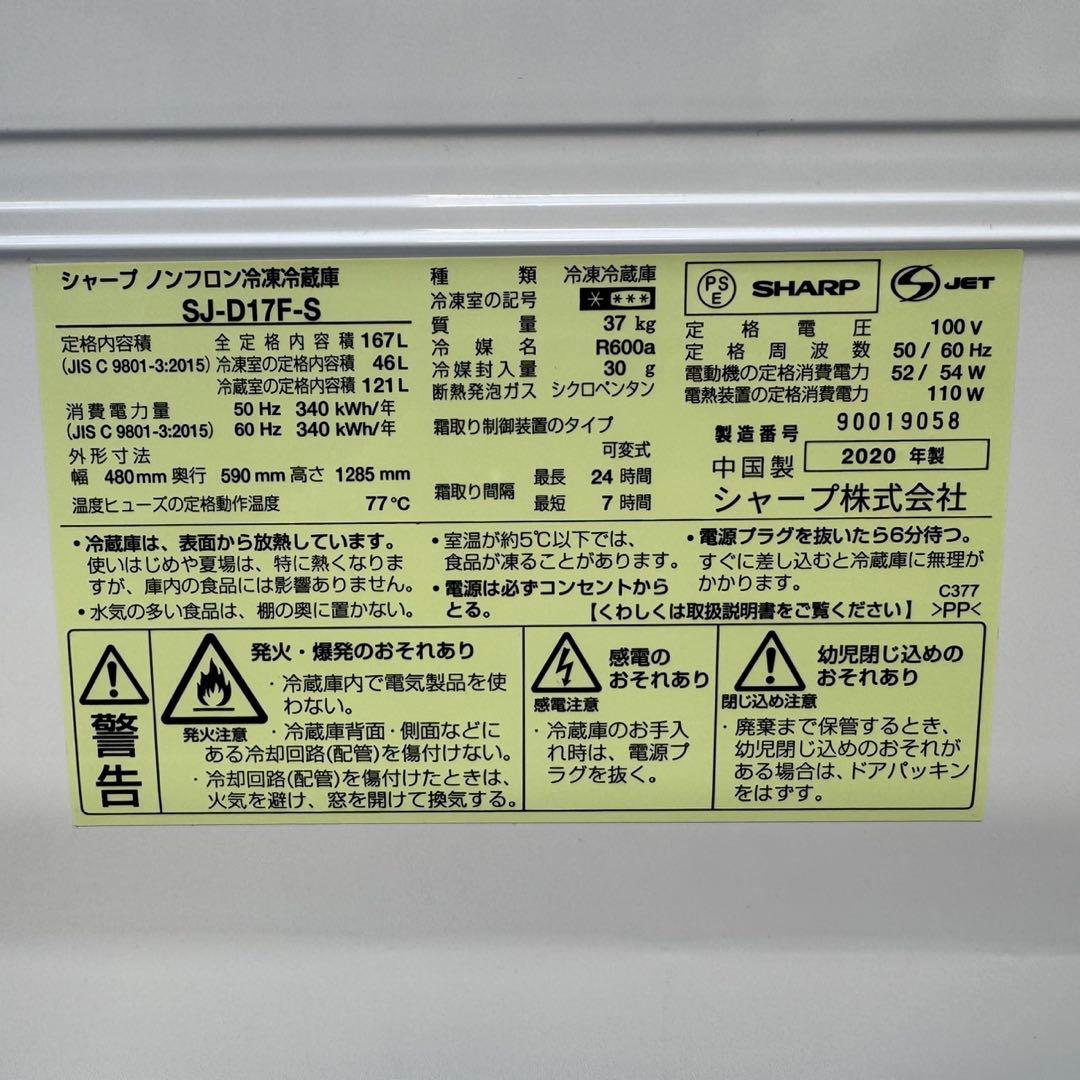 シャープ ノンフロン冷凍冷蔵庫
SJ-D17F-S
定格内容積 全定格内容積 167L
(JIS C 9801-3:2015) 冷凍室の定格内容積 46L
冷蔵室の定格内容積 121L
消費電力量 50 Hz 340 kWh/年
(JIS C 9801-3:2015) 60 Hz 340 kWh/年
外形寸法
幅 480mm 奥行 590mm 高さ 1285mm
温度ヒューズの定格動作温度 77℃
種類 冷凍冷蔵庫
冷凍室の記号 * ***
質量 37 kg
冷媒名 R600a
冷媒封入量 30 g
断熱発泡ガス シクロペンタン
霜取り制御装置のタイプ
可変式
霜取り間隔 最長 24 時間
最短 7 時間
PSE SHARP S JET
定格電圧 100V
定格周波数 50 / 60 Hz
電動機の定格消費電力 52 / 54 W
電熱装置の定格消費電力 110 W
製造番号 90019058
中国製 2020 年製
シャープ株式会社
・冷蔵庫は、表面から放熱しています。
使いはじめや夏場は、特に熱くなりま
すが、庫内の食品には影響ありません。
・水気の多い食品は、棚の奥に置かない。
・室温が約5℃以下では、
食品が凍ることがあります。
・電源は必ずコンセントから
とる。
・電源プラグを抜いたら6分待つ。
すぐに差し込むと冷蔵庫に無理が
かかります。
C377
【くわしくは取扱説明書をご覧ください】 >PP<
警告
発火・爆発のおそれあり
発火注意
・冷蔵庫内で電気製品を使
わない。
・冷蔵庫背面・側面などに
ある冷却回路(配管)を傷付けない。
・冷却回路(配管)を傷付けたときは、
火気を避け、窓を開けて換気する。
感電の
おそれあり
感電注意
・冷蔵庫のお手入
れ時は、電源プ
ラグを抜く。
幼児閉じ込めの
おそれあり
閉じ込め注意
・廃棄まで保管するとき、
幼児閉じ込めのおそれが
ある場合は、ドアパッキン
をはずす。